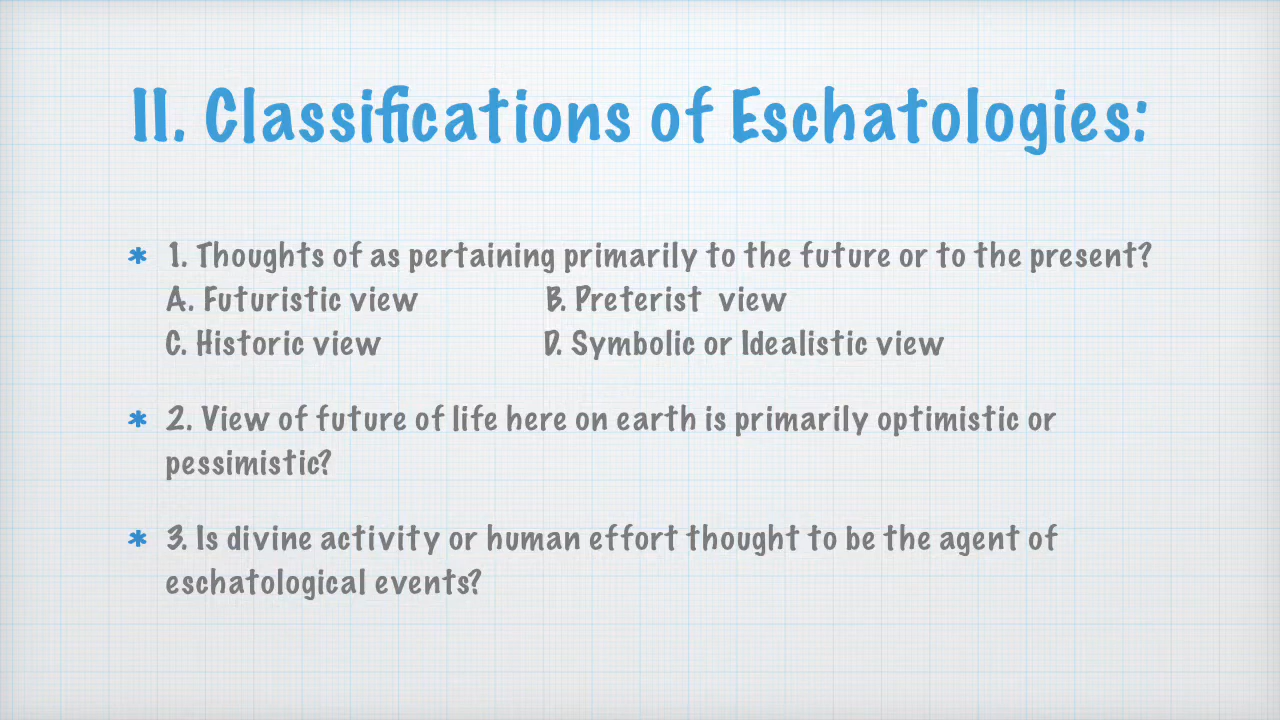 II. Classifications of Eschatologies:
* 1. Thoughts of as pertaining primarily to the future or to the present?
A. Futuristic view B. Preterist view
C. Historic view D. Symbolic or Idealistic view
* 2. View of future of life here on earth is primarily optimistic or
pessimistic?
* 3. Is divine activity or human effort thought to be the agent of
eschatological events?